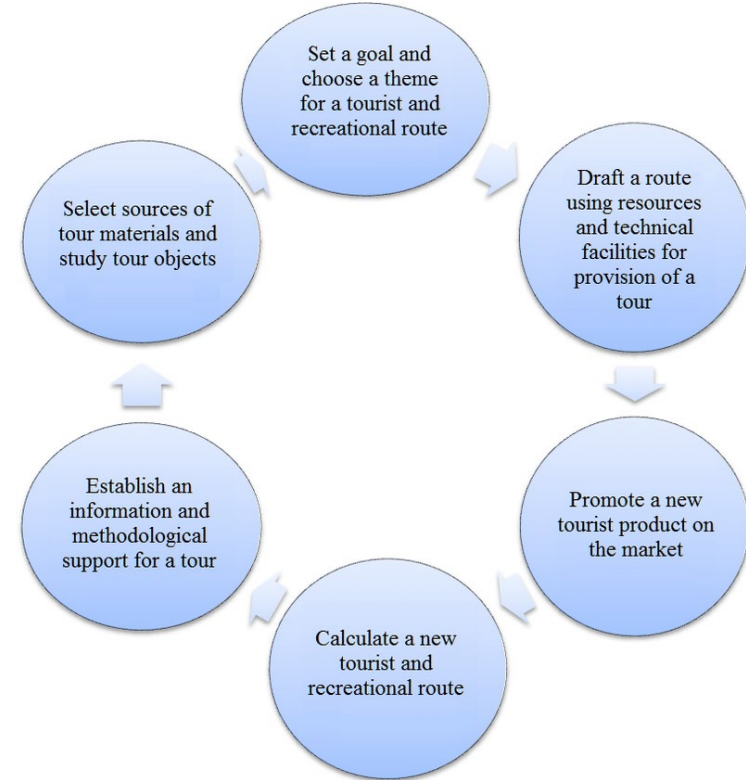 Set a goal and
choose a theme
for a tourist and
recreational route
Draft a route
using resources
and technical
facilities for
provision of a
tour
Promote a new
tourist product on
the market
Calculate a new
tourist and
recreational route
Establish an
information and
methodological
support for a tour
Select sources of
tour materials and
study tour objects